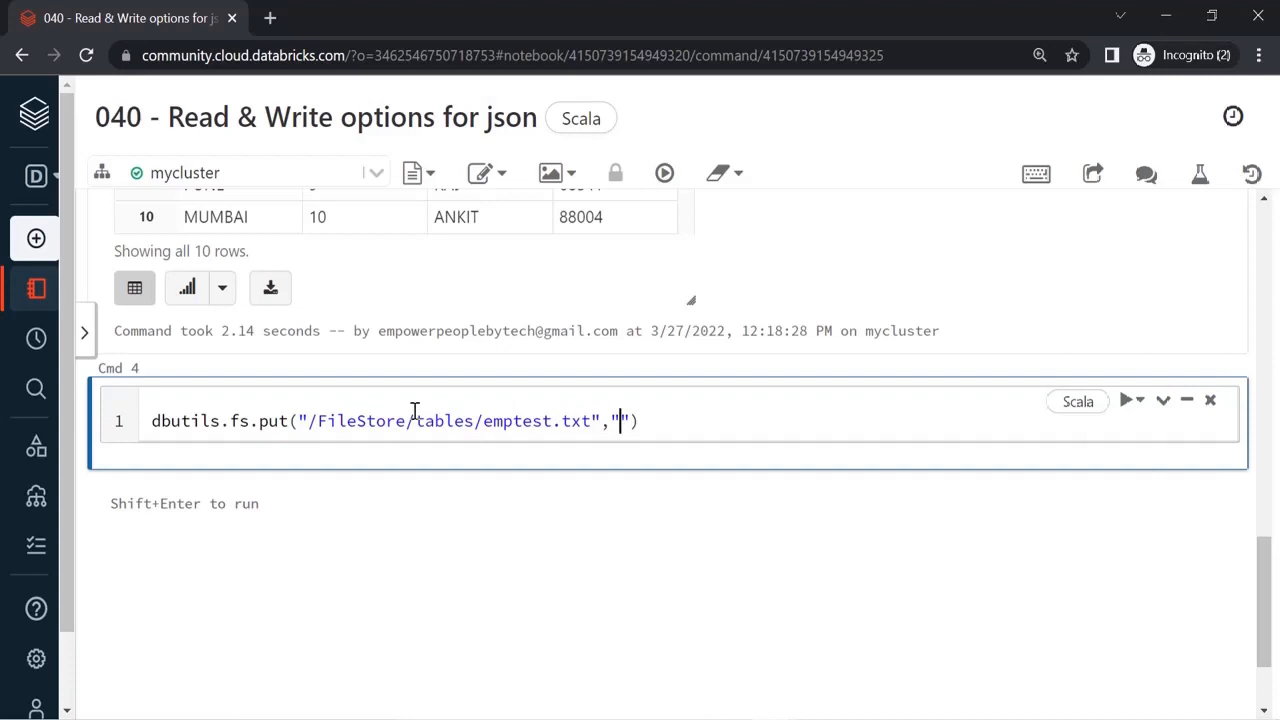 040 - Read & Write options for js
community.cloud.databricks.com/?o=3462546750718753#notebook/4150739154949320/command/4150739154949325
Incognito (2)
040 - Read & Write options for json
Scala
D
mycluster
10 MUMBAI 10 ANKIT 88004
Showing all 10 rows.
Command took 2.14 seconds -- by empowerpeoplebytech@gmail.com at 3/27/2022, 12:18:28 PM on mycluster
Cmd 4
Scala
1 dbutils.fs.put("/FileStore/tables/emptest.txt","")
Shift+Enter to run